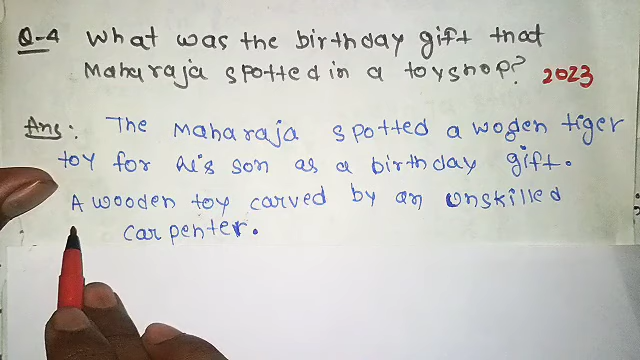 Q-4 What was the birthday gift that
Maharaja spotted in a toyshop? 2023
Ans:. The Maharaja spotted a woden tiger
toy for his son as a birthday gift.
A wooden toy carved by an unskilled
carpenter.